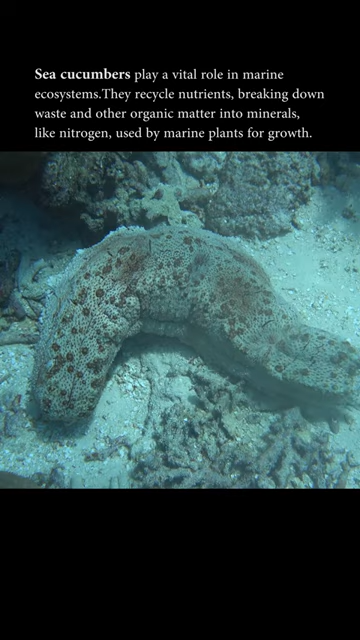 Sea cucumbers play a vital role in marine
ecosystems.They recycle nutrients, breaking down
waste and other organic matter into minerals,
like nitrogen, used by marine plants for growth.